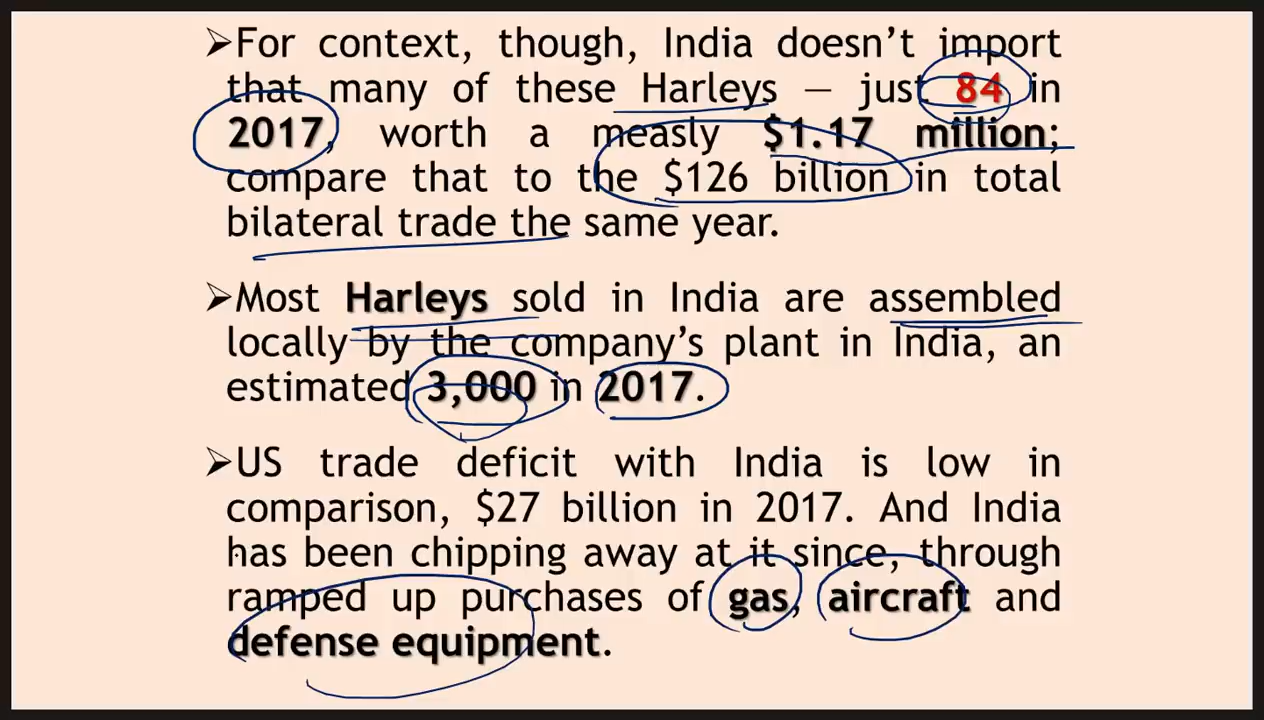 ➢For context, though, India doesn’t import
that many of these Harleys — just 84 in
2017, worth a measly $1.17 million;
compare that to the $126 billion in total
bilateral trade the same year.
➢Most Harleys sold in India are assembled
locally by the company’s plant in India, an
estimated 3,000 in 2017.
➢US trade deficit with India is low in
comparison, $27 billion in 2017. And India
has been chipping away at it since, through
ramped up purchases of gas, aircraft and
defense equipment.